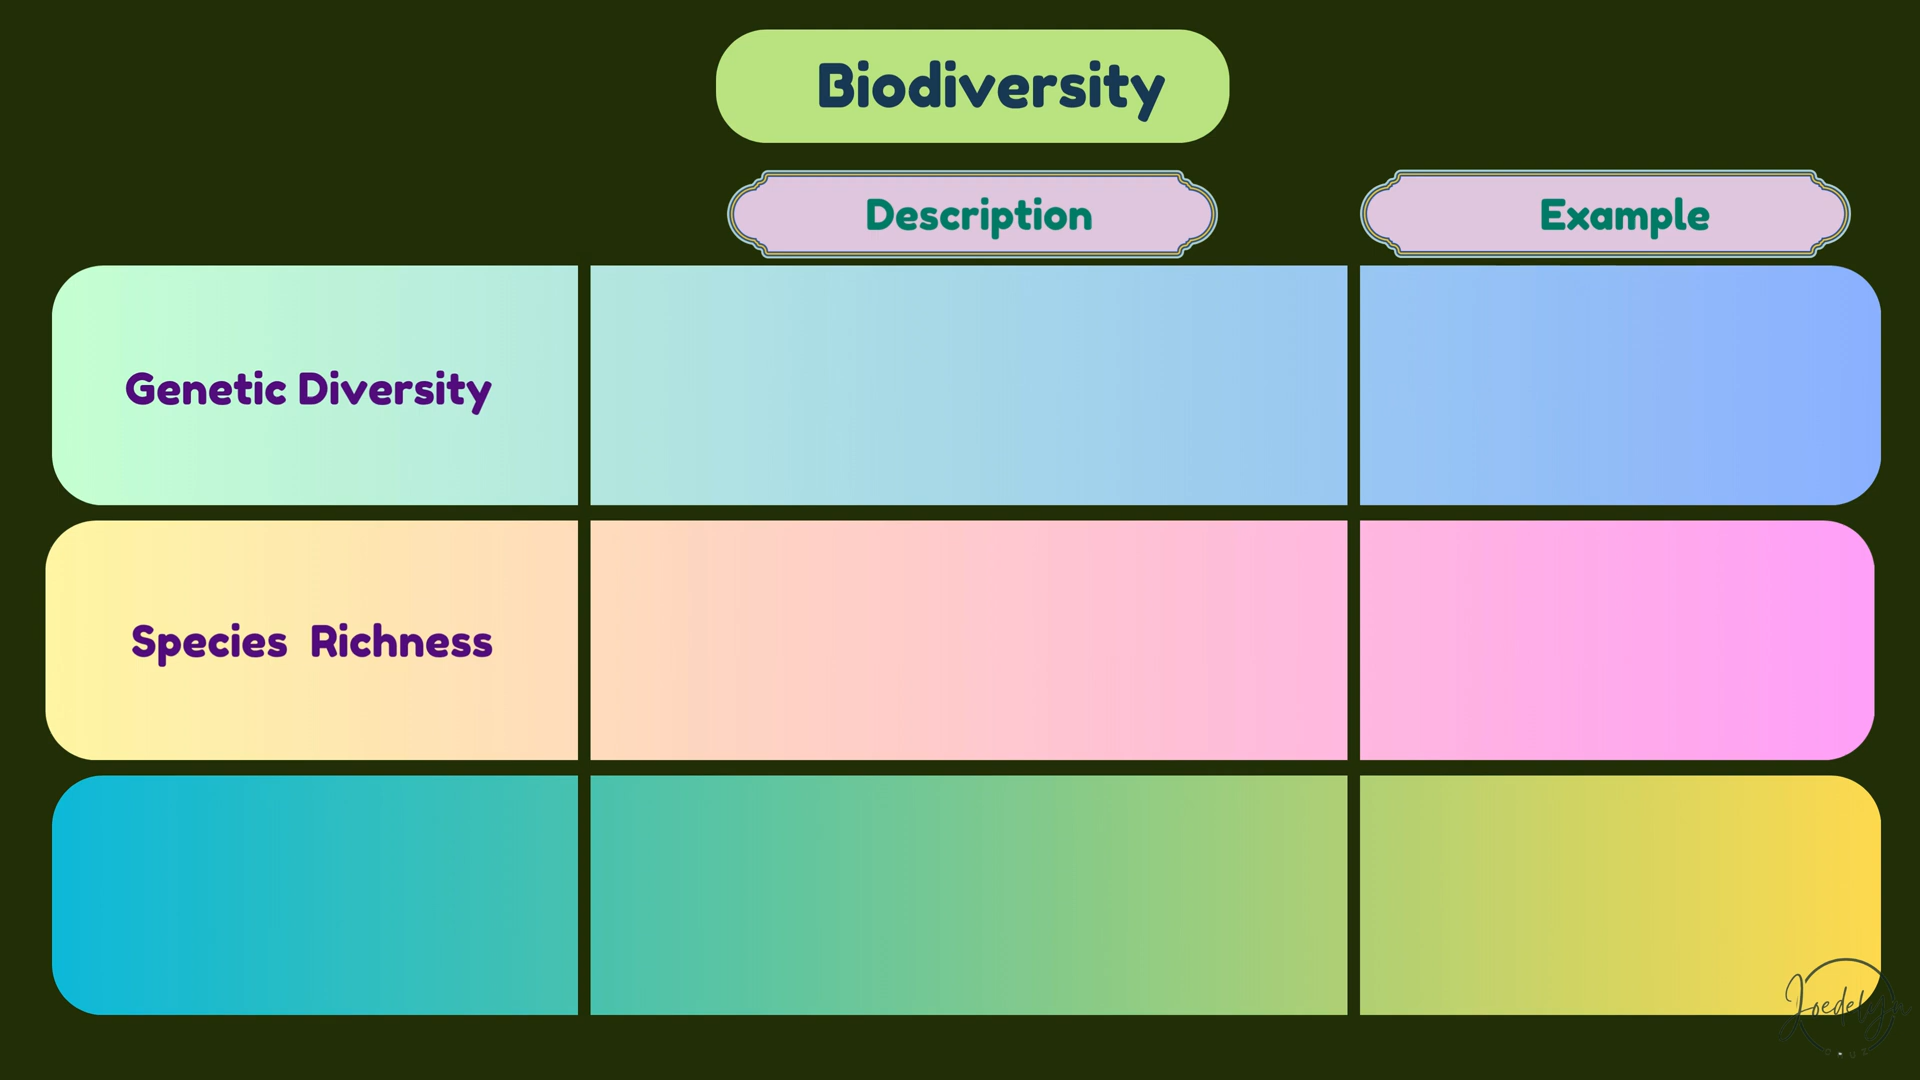 Biodiversity
Description
Example
Genetic Diversity
Species Richness